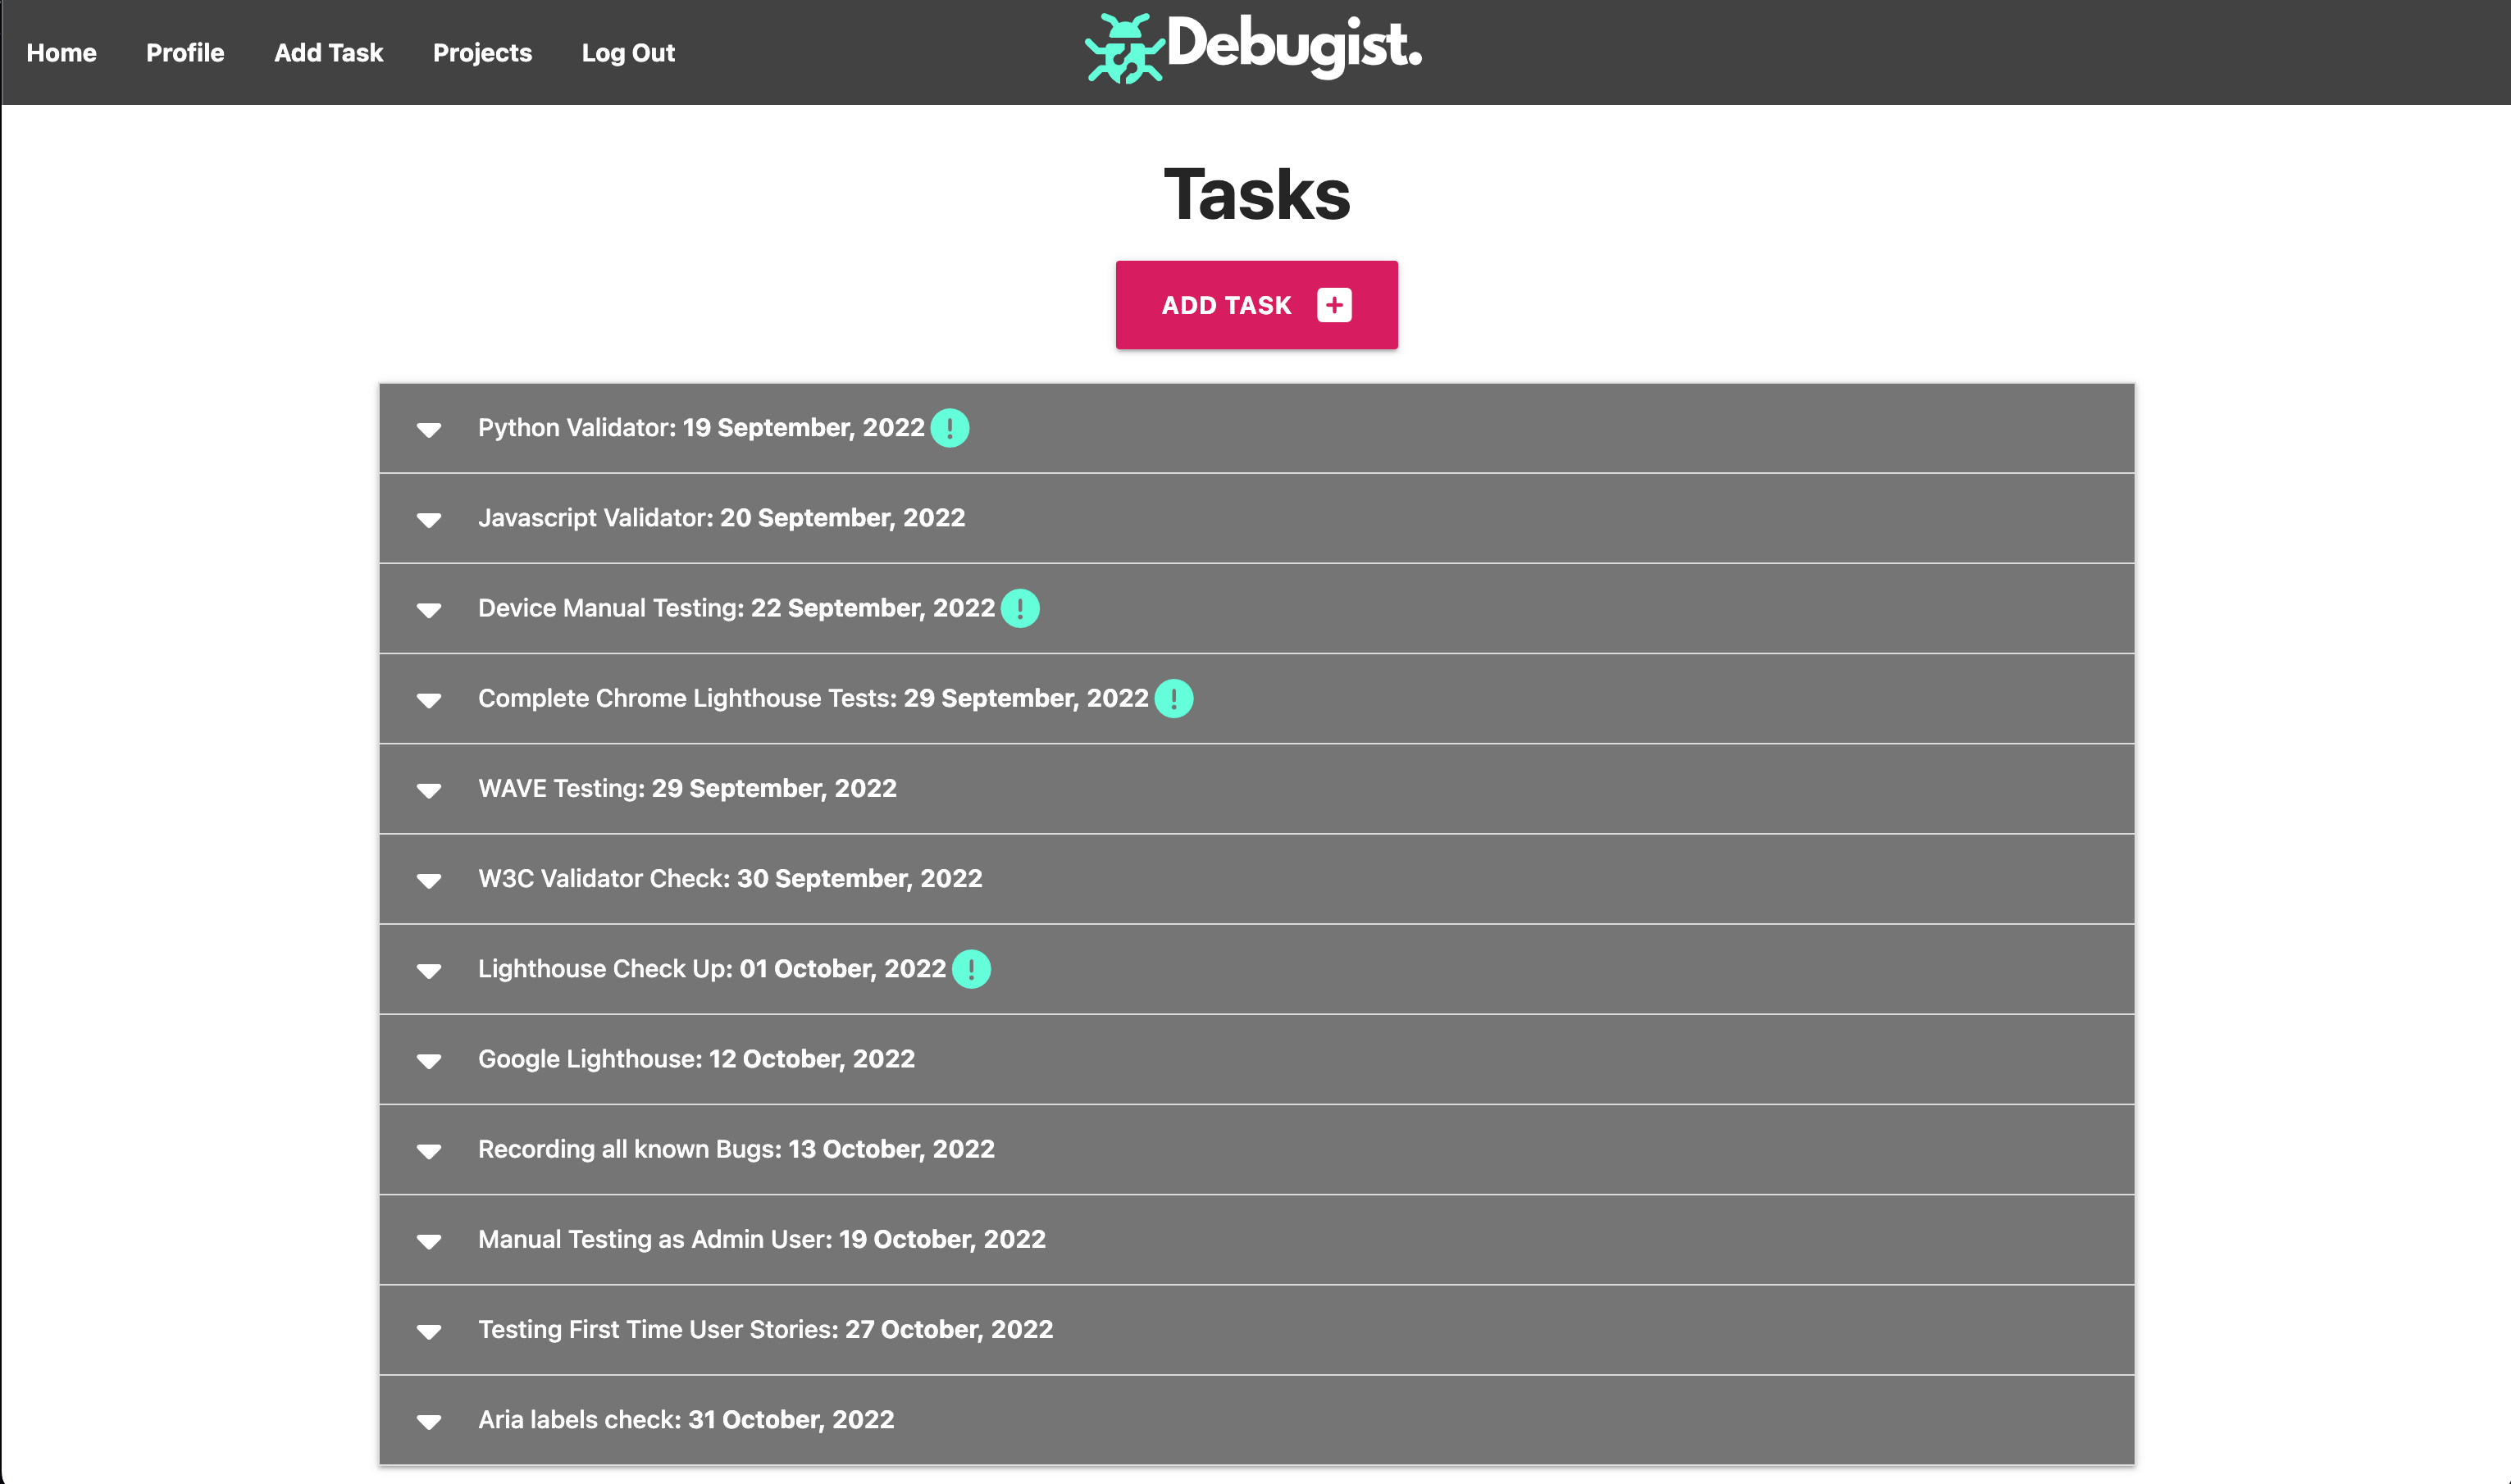 Home Profile Add Task Projects Log Out Debugist.
Tasks
ADD TASK
Python Validator: 19 September, 2022
Javascript Validator: 20 September, 2022
Device Manual Testing: 22 September, 2022
Complete Chrome Lighthouse Tests: 29 September, 2022
WAVE Testing: 29 September, 2022
W3C Validator Check: 30 September, 2022
Lighthouse Check Up: 01 October, 2022
Google Lighthouse: 12 October, 2022
Recording all known Bugs: 13 October, 2022
Manual Testing as Admin User: 19 October, 2022
Testing First Time User Stories: 27 October, 2022
Aria labels check: 31 October, 2022